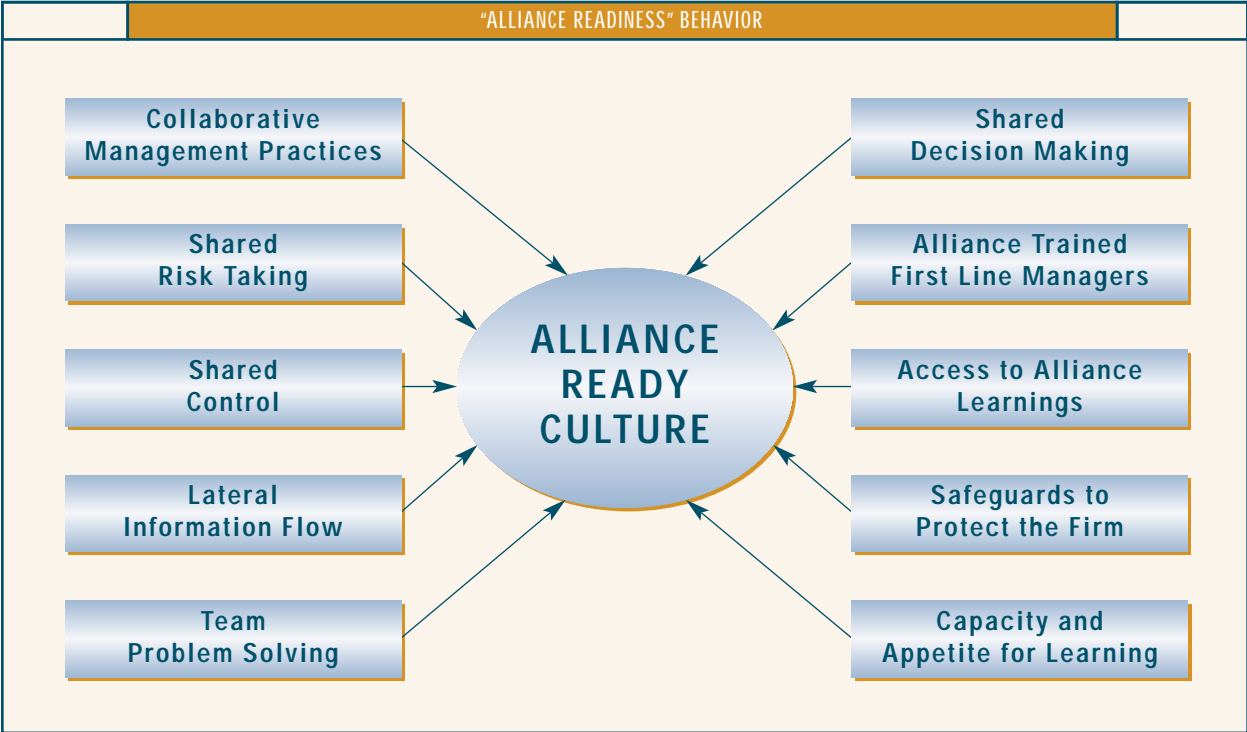 "ALLIANCE READINESS" BEHAVIOR
Collaborative
Management Practices
Shared
Risk Taking
Shared
Control
Lateral
Information Flow
Team
Problem Solving
ALLIANCE
READY
CULTURE
Shared
Decision Making
Alliance Trained
First Line Managers
Access to Alliance
Learnings
Safeguards to
Protect the Firm
Capacity and
Appetite for Learning